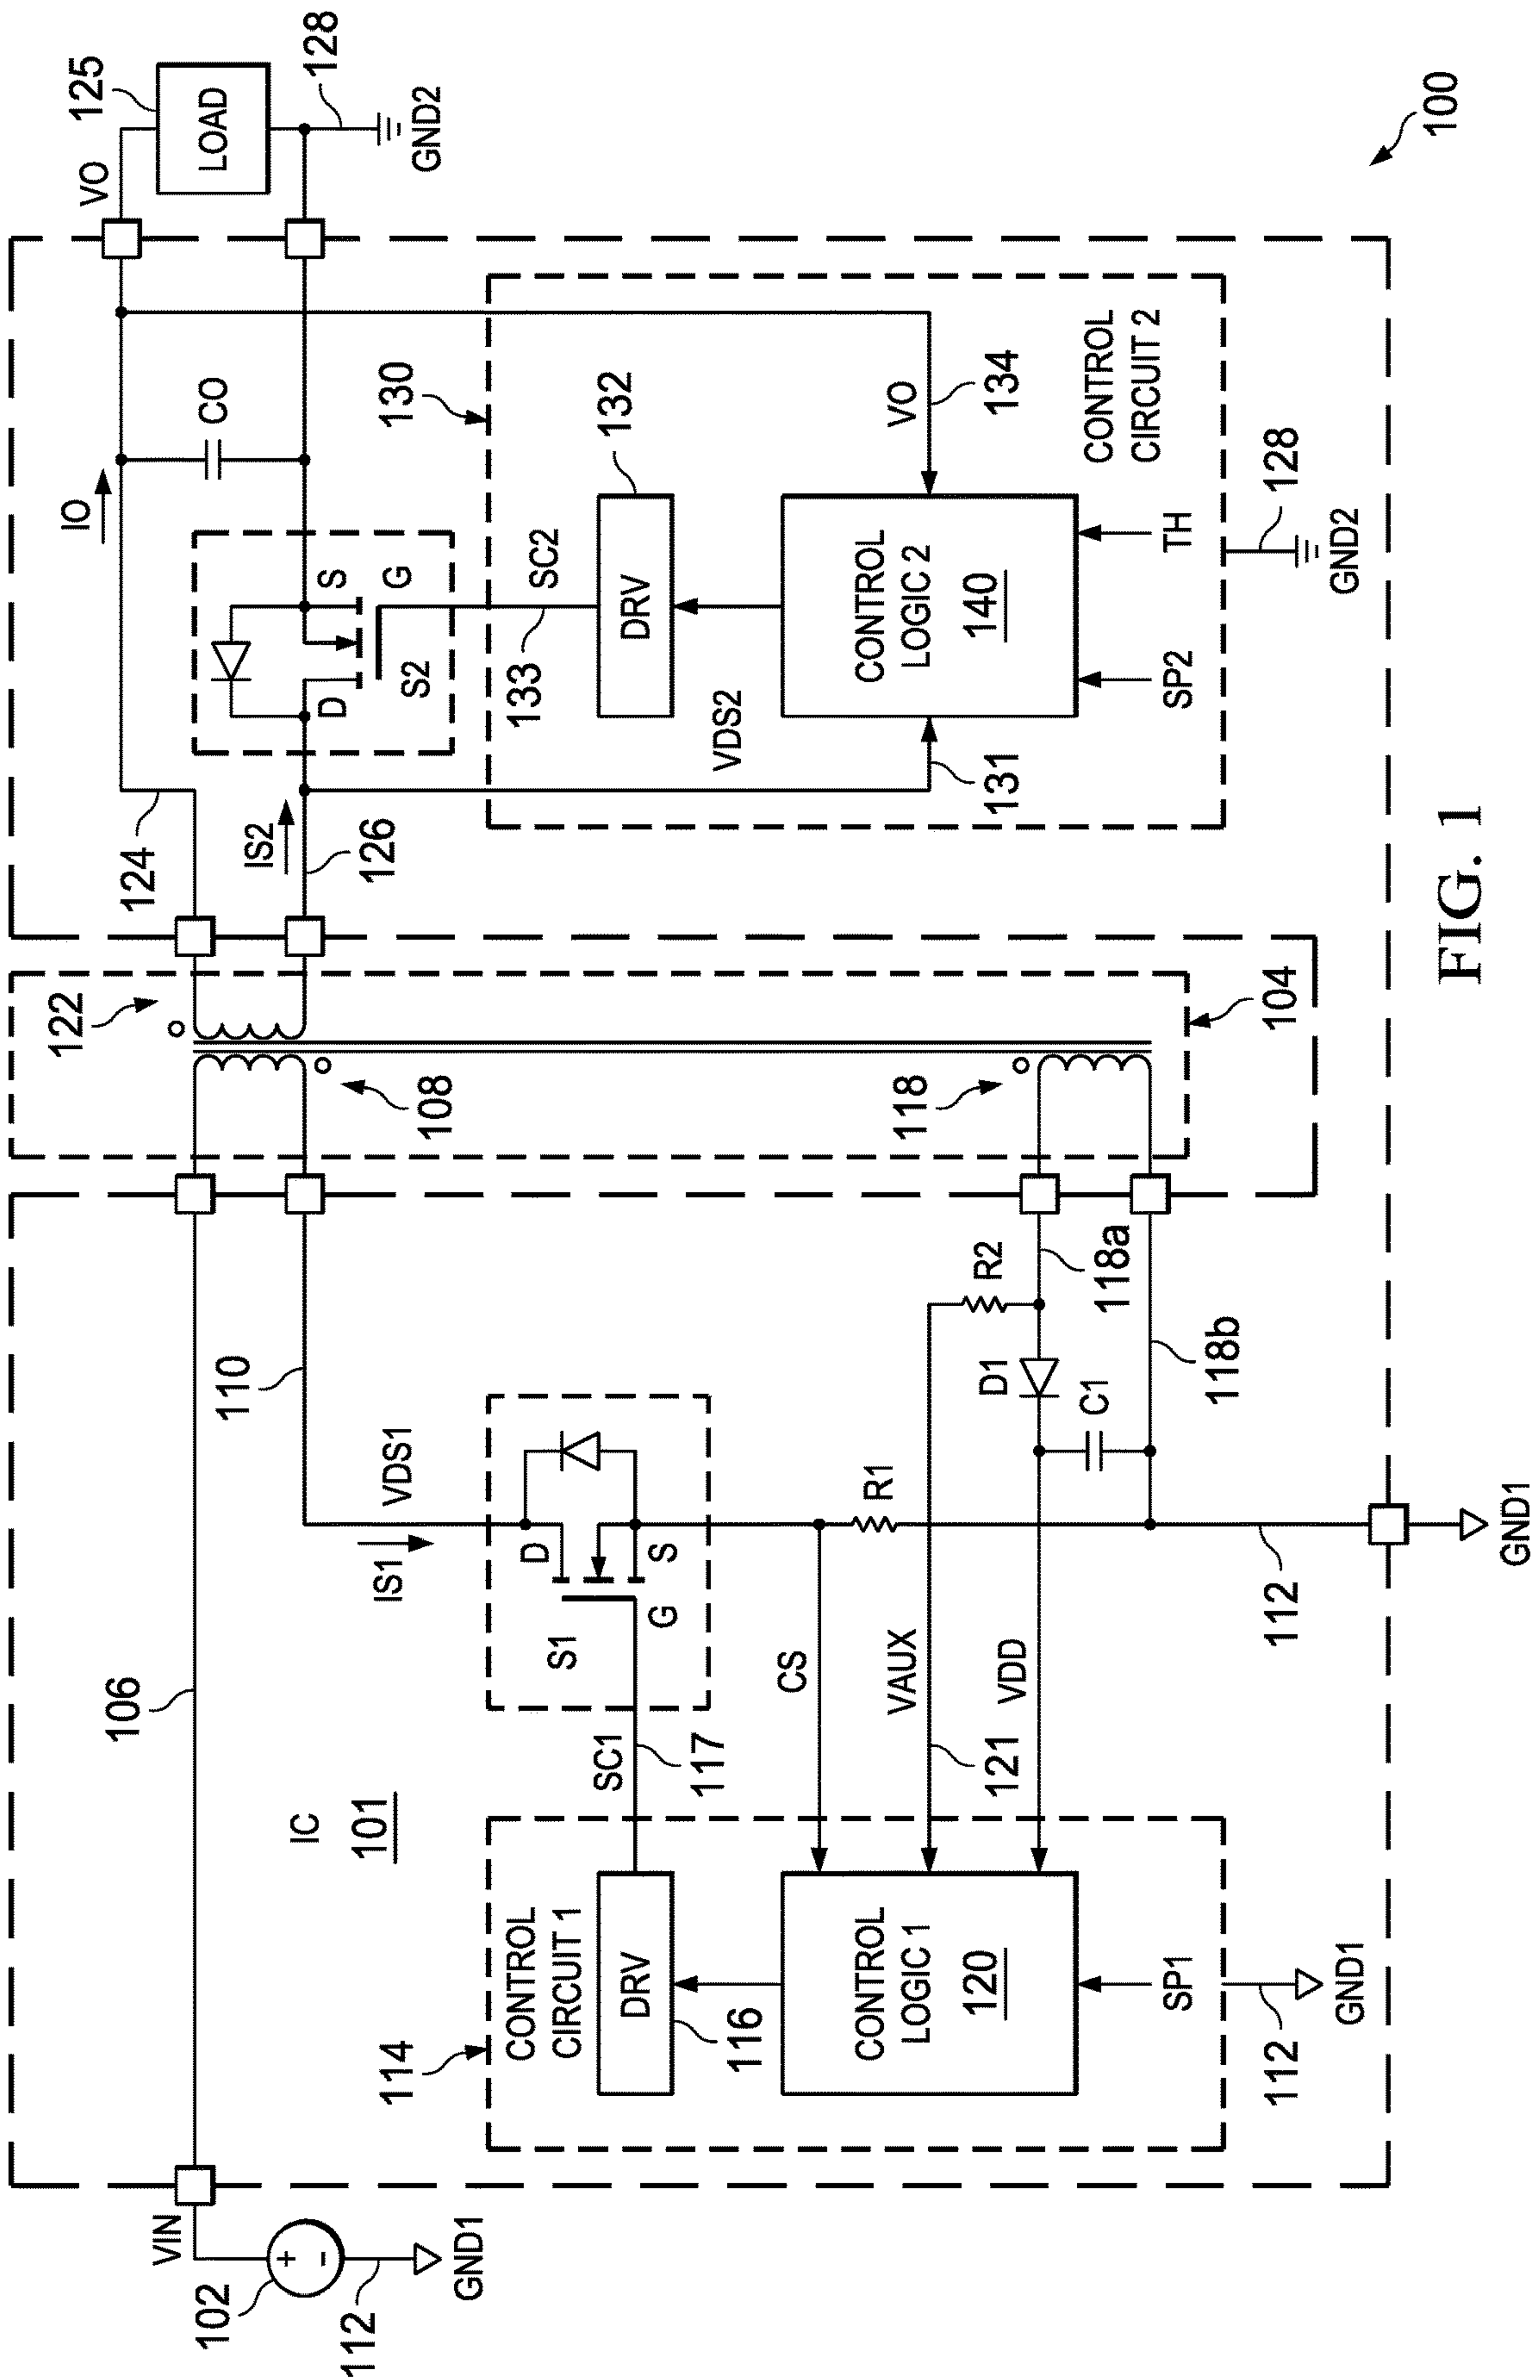 125
LOAD
VO
128
GND2
100
IO
CO
130
132
VO
134
CONTROL
CIRCUIT 2
S
G
D
S2
SC2
133
DRV
CONTROL
LOGIC 2
140
TH
SP2
128
GND2
VDS2
131
124
IS2
126
122
108
118
104
110
VDS1
IS1
D
S
G
S1
R1
R2
118a
D1
C1
118b
106
IC
101
SC1
117
CS
VAUX
121
VDD
112
GND1
114
CONTROL
CIRCUIT 1
DRV
116
CONTROL
LOGIC 1
120
SP1
112
GND1
VIN
+
-
102
112
GND1
FIG. 1